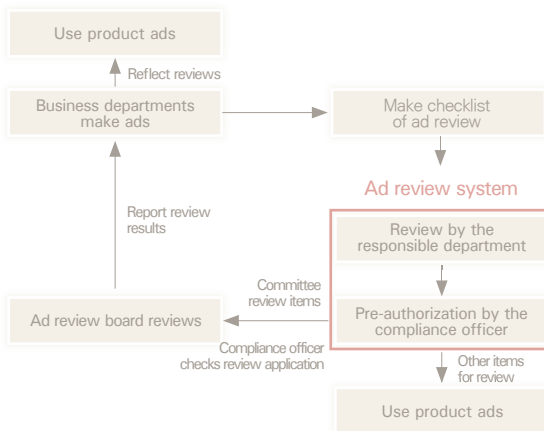 Use product ads
Reflect reviews
Business departments
make ads
Make checklist
of ad review
Ad review system
Report review
results
Review by the
responsible department
Committee
review items
Ad review board reviews
Pre-authorization by the
compliance officer
Compliance officer
checks review application
Other items
for review
Use product ads